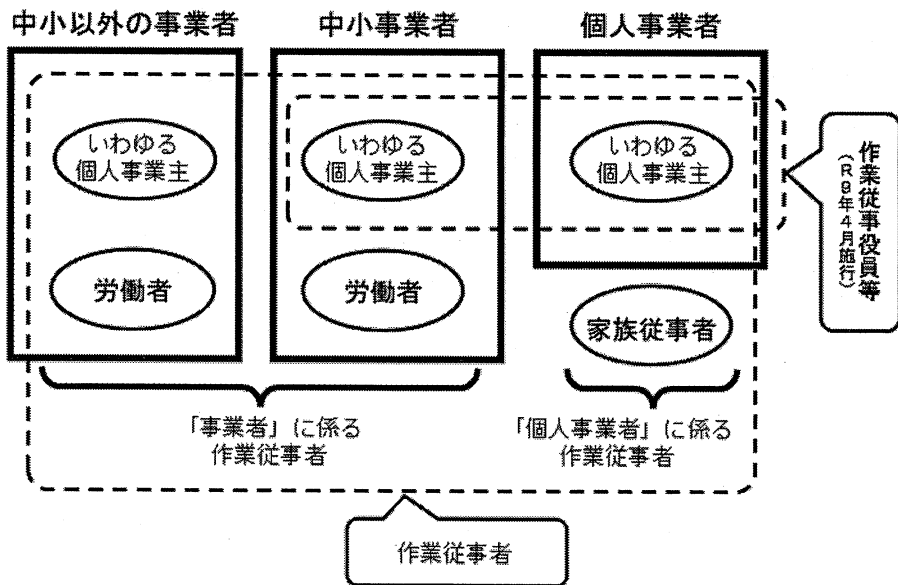 中小以外の事業者
中小事業者
個人事業者
いわゆる
個人事業主
いわゆる
個人事業主
いわゆる
個人事業主
作業従事役員等
(R9年4月施行)
労働者
労働者
家族従事者
「事業者」に係る
作業従事者
「個人事業者」に係る
作業従事者
作業従事者